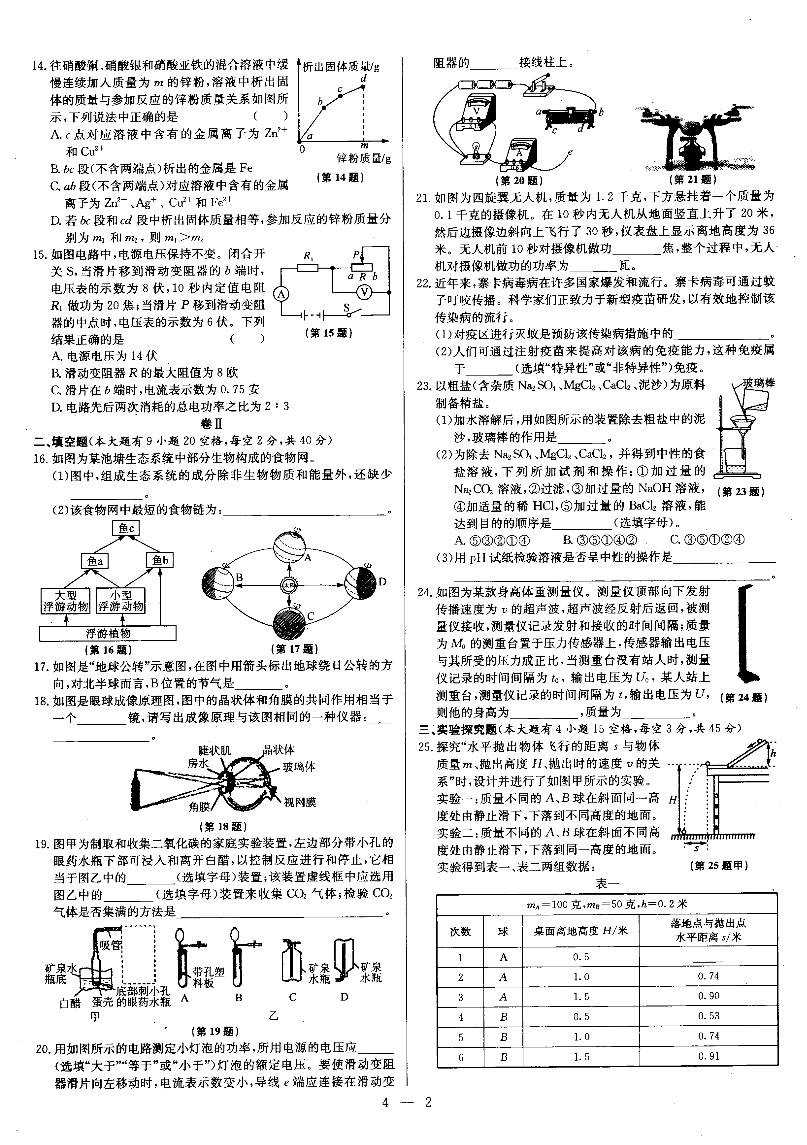 14. 往硝酸铜、硝酸银和硝酸亚铁的混合溶液中缓
慢连续加入质量为 m 的锌粉,溶液中析出固
体的质量与参加反应的锌粉质量关系如图所
示,下列说法中正确的是 ( )
A. c 点对应溶液中含有的金属离子为 Zn²⁺
和 Cu²⁺
B. bc 段(不含两端点)析出的金属是 Fe
C. ab 段(不含两端点)对应溶液中含有的金属
离子为 Zn²⁺、Ag⁺、Cu²⁺ 和 Fe²⁺
D. 若 bc 段和 cd 段中析出固体质量相等,参加反应的锌粉质量分
别为 m₁ 和 m₂,则 m₁>m₂
析出固体质量/g
d
c
b
a
0
m
锌粉质量/g
(第 14 题)
15. 如图电路中,电源电压保持不变。闭合开
关 S,当滑片移到滑动变阻器的 b 端时,
电压表的示数为 8 伏,10 秒内定值电阻
R₁ 做功为 20 焦;当滑片 P 移到滑动变阻
器的中点时,电压表的示数为 6 伏。下列
结果正确的是 ( )
A. 电源电压为 14 伏
B. 滑动变阻器 R 的最大阻值为 8 欧
C. 滑片在 b 端时,电流表示数为 0.75 安
D. 电路先后两次消耗的总电功率之比为 2∶3
R₁
P
a R b
A
V
S
(第 15 题)
卷Ⅱ
二、填空题(本大题有 9 小题 20 空格,每空 2 分,共 40 分)
16. 如图为某池塘生态系统中部分生物构成的食物网。
(1)图中,组成生态系统的成分除非生物物质和能量外,还缺少
________。
(2)该食物网中最短的食物链为:________。
鱼c
鱼a
鱼b
大型
浮游动物
小型
浮游动物
浮游植物
(第 16 题)
A
B
C
D
(第 17 题)
17. 如图是“地球公转”示意图,在图中用箭头标出地球绕日公转的方
向,对北半球而言,B 位置的节气是________。
18. 如图是眼球成像原理图,图中的晶状体和角膜的共同作用相当于
一个________镜,请写出成像原理与该图相同的一种仪器:
________。
睫状肌
晶状体
房水
玻璃体
角膜
视网膜
(第 18 题)
19. 图甲为制取和收集二氧化碳的家庭实验装置,左边部分带小孔的
眼药水瓶下部可浸入和离开白醋,以控制反应进行和停止,它相
当于图乙中的________(选填字母)装置;该装置虚线框中应选用
图乙中的________(选填字母)装置来收集 CO₂ 气体;检验 CO₂
气体是否集满的方法是________。
吸管
矿泉水
瓶底
底部刺小孔
白醋 蛋壳 的眼药水瓶
甲
带孔塑
料板
矿泉
水瓶
矿泉
水瓶
A
B
C
D
乙
(第 19 题)
20. 用如图所示的电路测定小灯泡的功率,所用电源的电压应________
(选填“大于”“等于”或“小于”)灯泡的额定电压。要使滑动变阻
器滑片向左移动时,电流表示数变小,导线 e 端应连接在滑动变
阻器的________接线柱上。
V
A
a
b
c
d
e
(第 20 题)
(第 21 题)
21. 如图为四旋翼无人机,质量为 1.2 千克,下方悬挂着一个质量为
0.1 千克的摄像机。在 10 秒内无人机从地面竖直上升了 20 米,
然后边摄像边斜向上飞行了 30 秒,仪表盘上显示离地高度为 36
米。无人机前 10 秒对摄像机做功________焦,整个过程中,无人
机对摄像机做功的功率为________瓦。
22. 近年来,寨卡病毒病在许多国家爆发和流行。寨卡病毒可通过蚊
子叮咬传播。科学家们正致力于新型疫苗研发,以有效地控制该
传染病的流行。
(1)对疫区进行灭蚊是预防该传染病措施中的________。
(2)人们可通过注射疫苗来提高对该病的免疫能力,这种免疫属
于________(选填“特异性”或“非特异性”)免疫。
23. 以粗盐(含杂质 Na₂SO₄、MgCl₂、CaCl₂、泥沙)为原料
制备精盐。
(1)加水溶解后,用如图所示的装置除去粗盐中的泥
沙,玻璃棒的作用是________。
(2)为除去 Na₂SO₄、MgCl₂、CaCl₂,并得到中性的食
盐溶液,下列所加试剂和操作:①加过量的
Na₂CO₃ 溶液,②过滤,③加过量的 NaOH 溶液,
④加适量的稀 HCl,⑤加过量的 BaCl₂ 溶液,能
达到目的的顺序是________(选填字母)。
A. ⑤③②①④ B. ③⑤①④② C. ③⑤①②④
(3)用 pH 试纸检验溶液是否呈中性的操作是________
________。
玻璃棒
(第 23 题)
24. 如图为某款身高体重测量仪。测量仪顶部向下发射
传播速度为 v 的超声波,超声波经反射后返回,被测
量仪接收,测量仪记录发射和接收的时间间隔;质量
为 M₀ 的测重台置于压力传感器上,传感器输出电压
与其所受的压力成正比,当测重台没有站人时,测量
仪记录的时间间隔为 t₀,输出电压为 U₀,某人站上
测重台,测量仪记录的时间间隔为 t,输出电压为 U,
则他的身高为________,质量为________。
(第 24 题)
三、实验探究题(本大题有 4 小题 15 空格,每空 3 分,共 45 分)
25. 探究“水平抛出物体飞行的距离 s 与物体
质量 m、抛出高度 H、抛出时的速度 v 的关
系”时,设计并进行了如图甲所示的实验。
实验一:质量不同的 A、B 球在斜面同一高
度处由静止滑下,下落到不同高度的地面。
实验二:质量不同的 A、B 球在斜面不同高
度处由静止滑下,下落到同一高度的地面。
实验得到表一、表二两组数据:
h
H
s
(第 25 题甲)
表一
mA=100 克,mB=50 克,h=0.2 米
次数 球 桌面离地高度 H/米 落地点与抛出点水平距离 s/米
1 A 0.5 ____
2 A 1.0 0.74
3 A 1.5 0.90
4 B 0.5 0.53
5 B 1.0 0.74
6 B 1.5 0.91
4 — 2